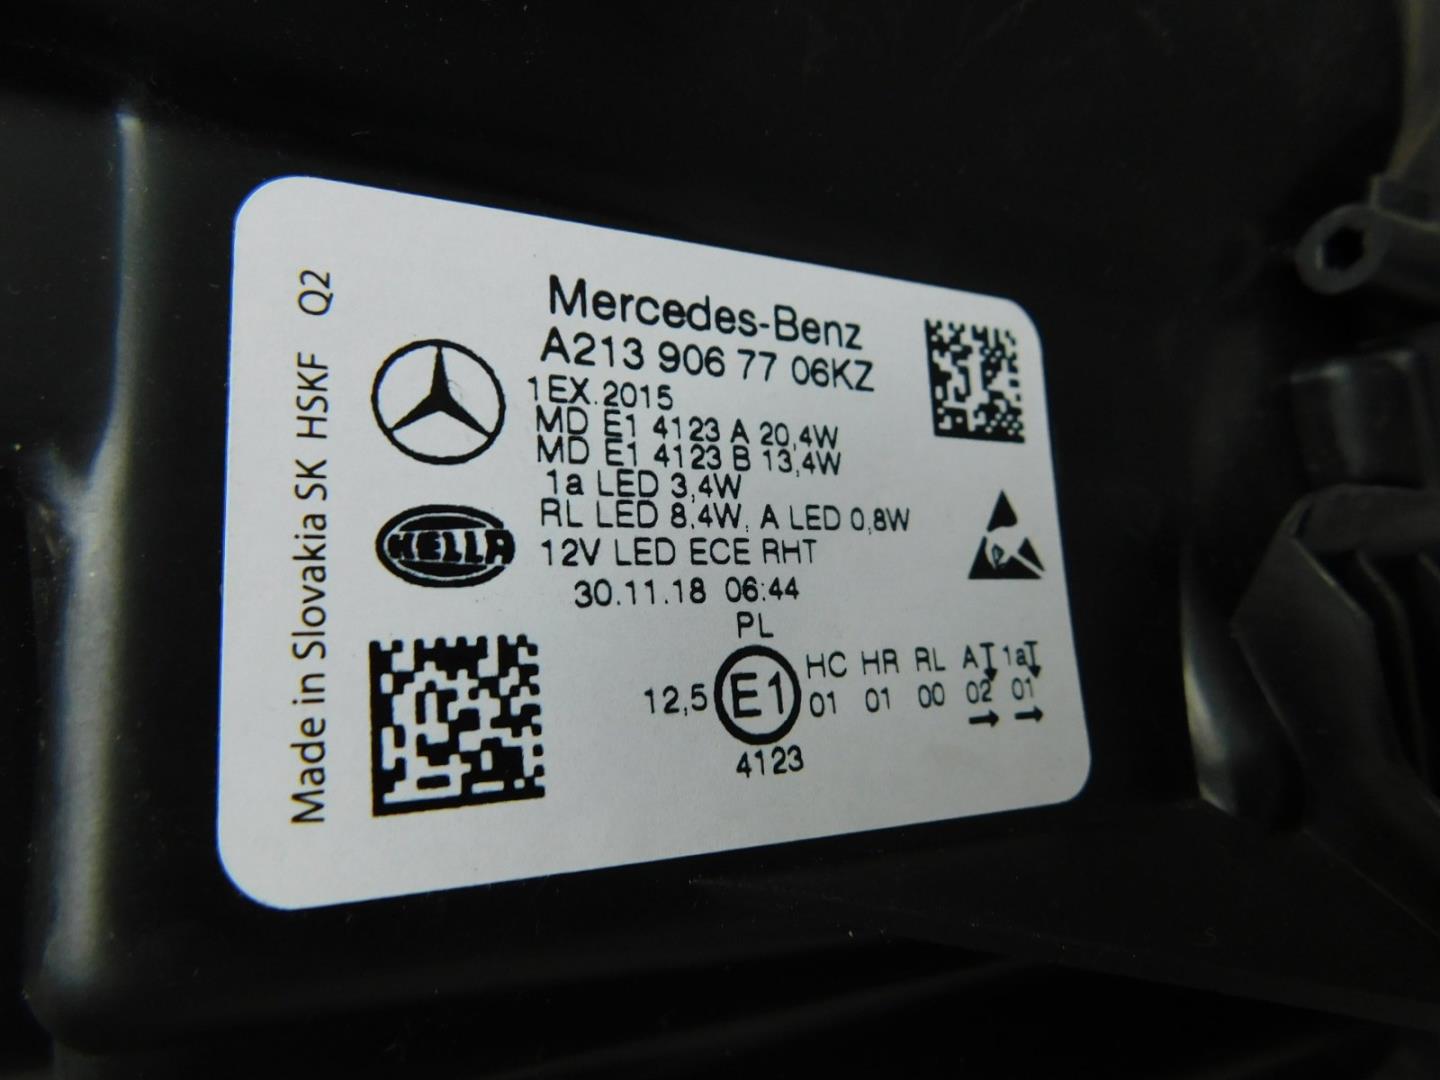 Made in Slovakia SK HSKF Q2
Mercedes-Benz
A213 906 77 06KZ
1EX.2015
MD E1 4123 A 20,4W
MD E1 4123 B 13,4W
1a LED 3,4W
RL LED 8,4W, A LED 0,8W
HELLA
12V LED ECE RHT
30.11.18 06:44
PL
12,5 E1
HC HR RL A 1a
01 01 00 02 01
4123